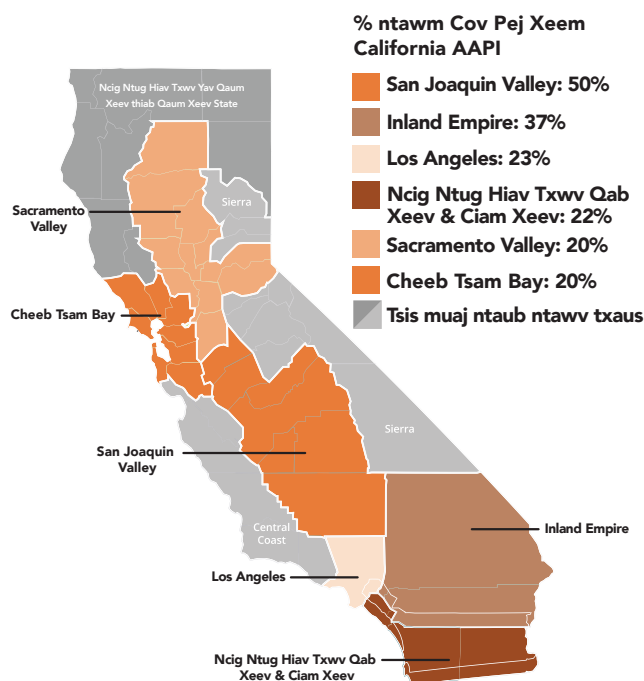 % ntawm Cov Pej Xeem
California AAPI
San Joaquin Valley: 50%
Inland Empire: 37%
Los Angeles: 23%
Ncig Ntug Hiav Txwv Qab
Xeev & Ciam Xeev: 22%
Sacramento Valley: 20%
Cheeb Tsam Bay: 20%
Tsis muaj ntaub ntawv txaus
Ncig Ntug Hiav Txwv Yav Qaum
Xeev thiab Qaum Xeev State
Sierra
Sacramento
Valley
Cheeb Tsam Bay
Sierra
San Joaquin
Valley
Central
Coast
Inland Empire
Los Angeles
Ncig Ntug Hiav Txwv Qab
Xeev & Ciam Xeev